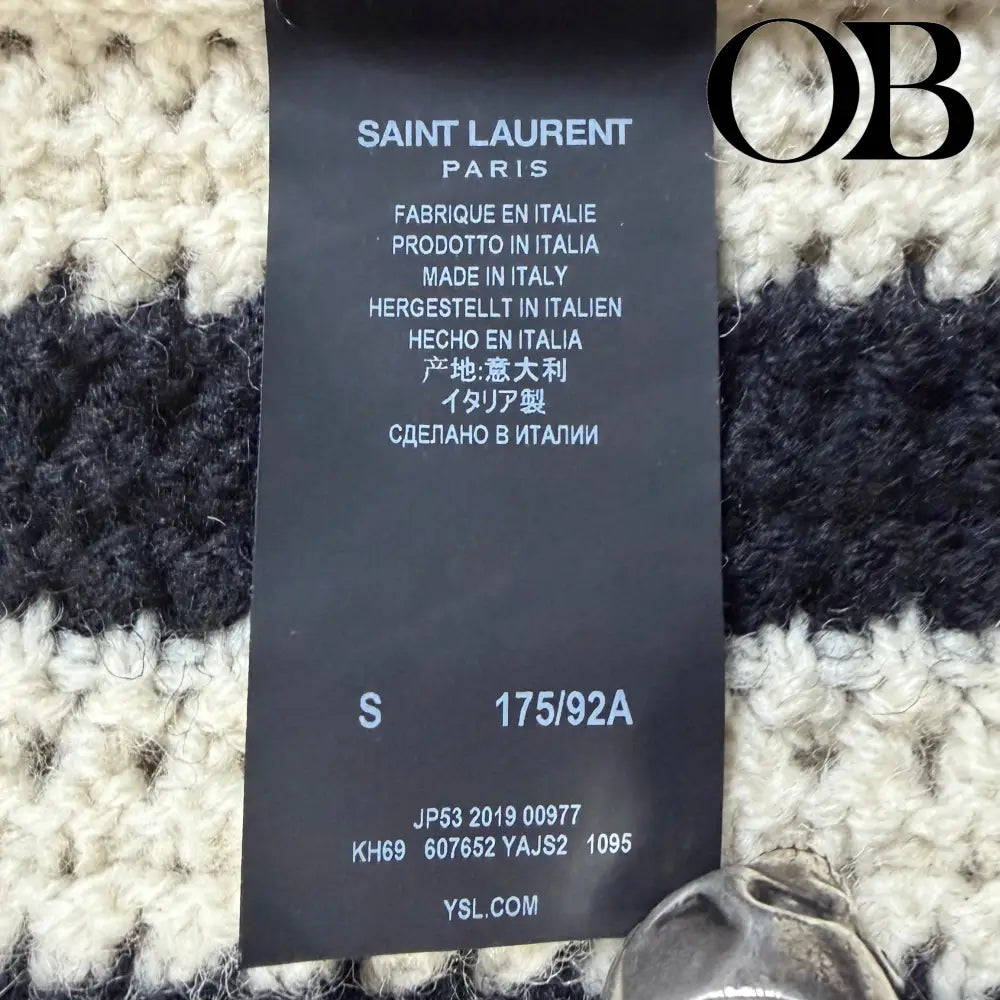 OB
SAINT LAURENT
PARIS
FABRIQUE EN ITALIE
PRODOTTO IN ITALIA
MADE IN ITALY
HERGESTELLT IN ITALIEN
HECHO EN ITALIA
产地:意大利
イタリア製
СДЕЛАНО В ИТАЛИИ
S 175/92A
JP53 2019 00977
KH69 607652 YAJS2 1095
YSL.COM